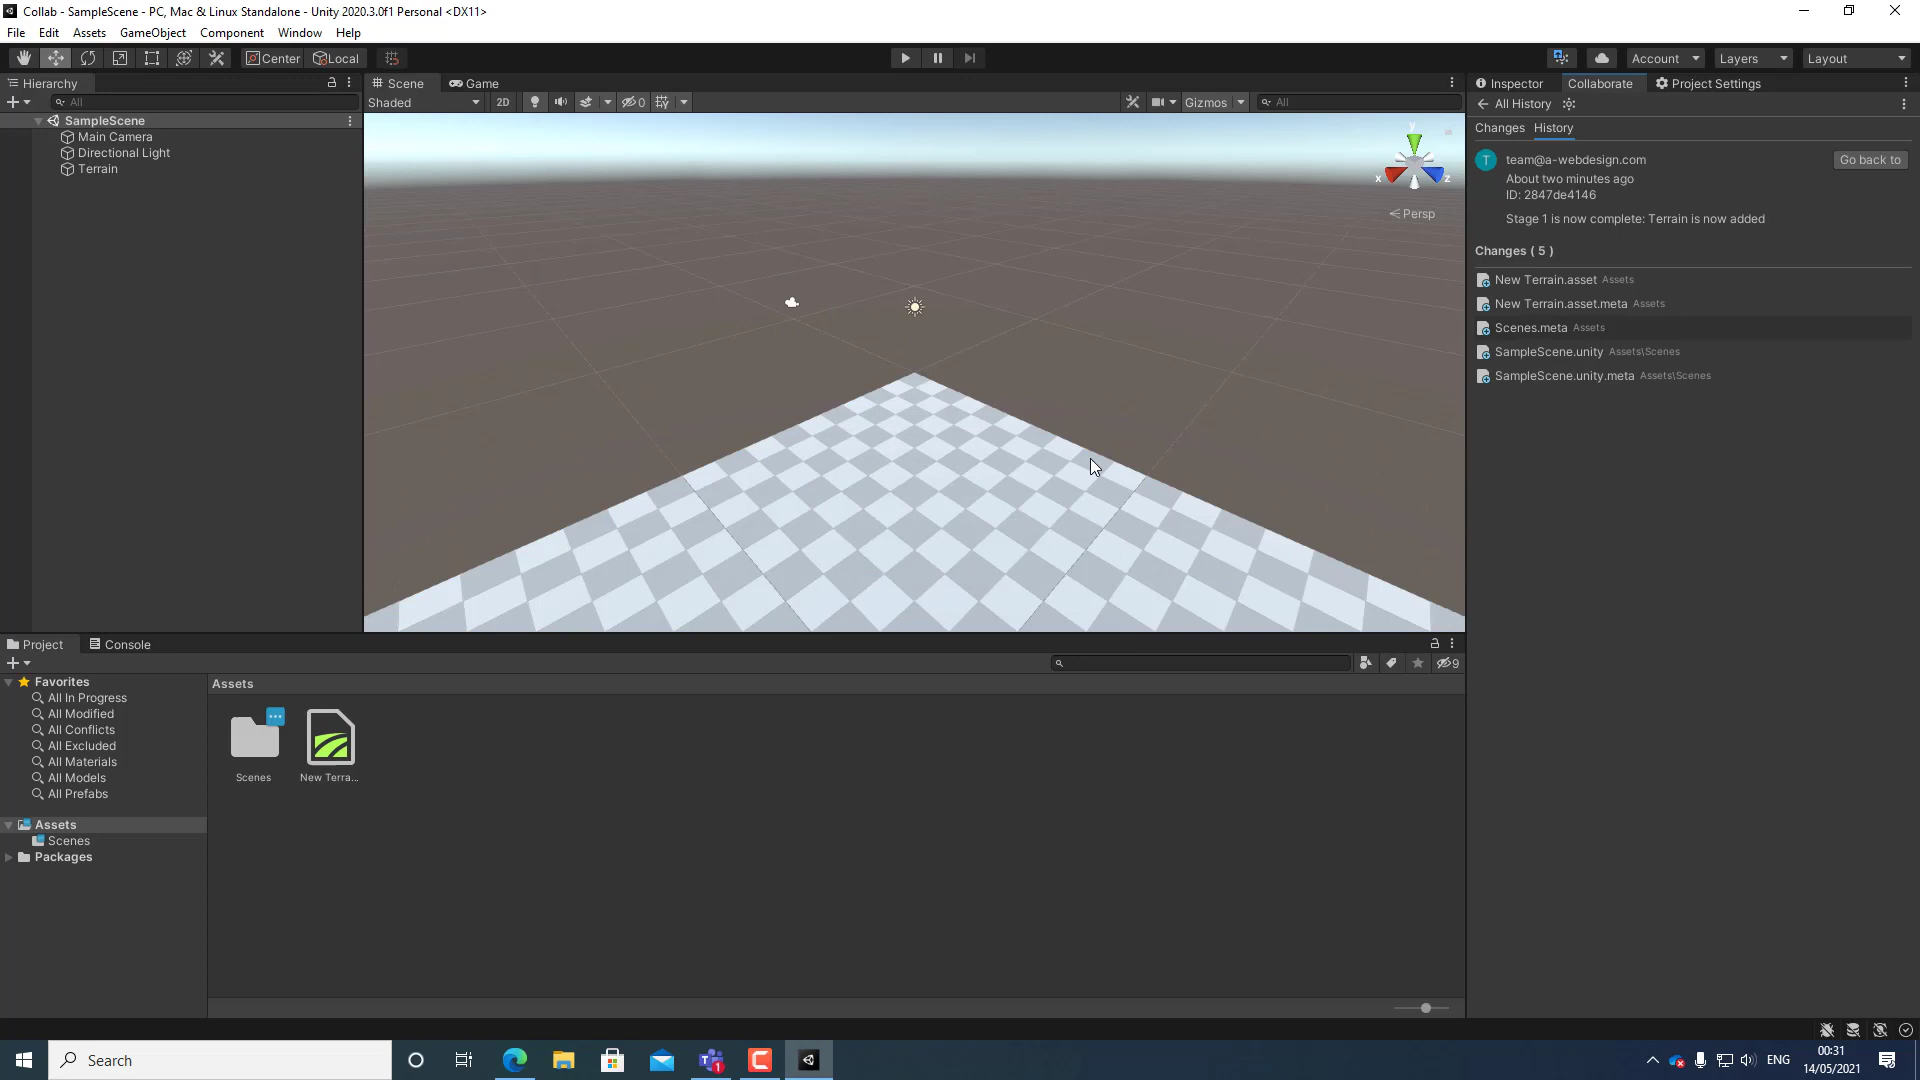 Collab - SampleScene - PC, Mac & Linux Standalone - Unity 2020.3.0f1 Personal <DX11>
File Edit Assets GameObject Component Window Help
Center Local Account Layers Layout
Hierarchy
All
SampleScene
Main Camera
Directional Light
Terrain
Scene Game
Shaded 2D 0 Gizmos All
y
x z
Persp
Inspector Collaborate Project Settings
All History
Changes History
T team@a-webdesign.com Go back to
About two minutes ago
ID: 2847de4146
Stage 1 is now complete: Terrain is now added
Changes ( 5 )
New Terrain.asset Assets
New Terrain.asset.meta Assets
Scenes.meta Assets
SampleScene.unity Assets\Scenes
SampleScene.unity.meta Assets\Scenes
Project Console
9
Favorites
All In Progress
All Modified
All Conflicts
All Excluded
All Materials
All Models
All Prefabs
Assets
Scenes
Packages
Assets
Scenes New Terra...
Search
1
ENG
00:31
14/05/2021